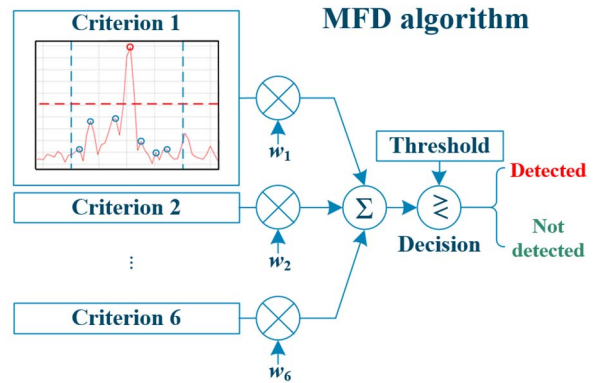 MFD algorithm
Criterion 1
w1
Threshold
Detected
Criterion 2
Σ
≷
Decision
w2
Not
detected
⋮
Criterion 6
w6